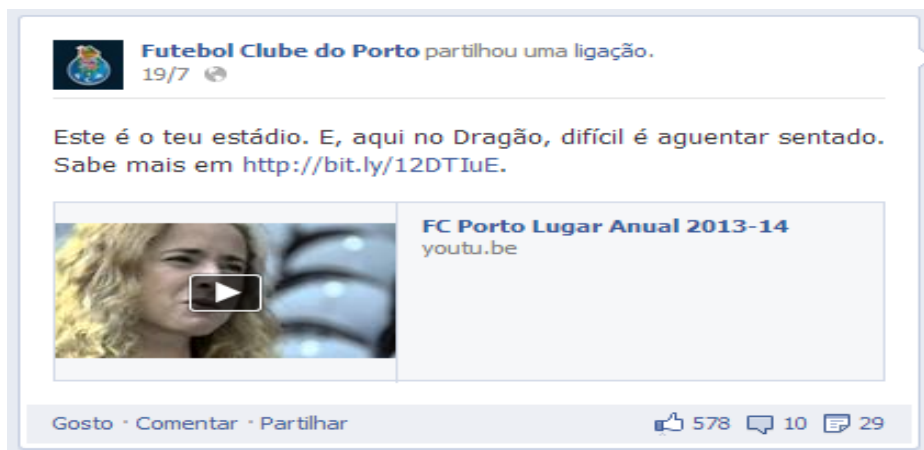 Futebol Clube do Porto partilhou uma ligação.
19/7
Este é o teu estádio. E, aqui no Dragão, difícil é aguentar sentado.
Sabe mais em http://bit.ly/12DTIuE.
FC Porto Lugar Anual 2013-14
youtu.be
Gosto · Comentar · Partilhar 578 10 29